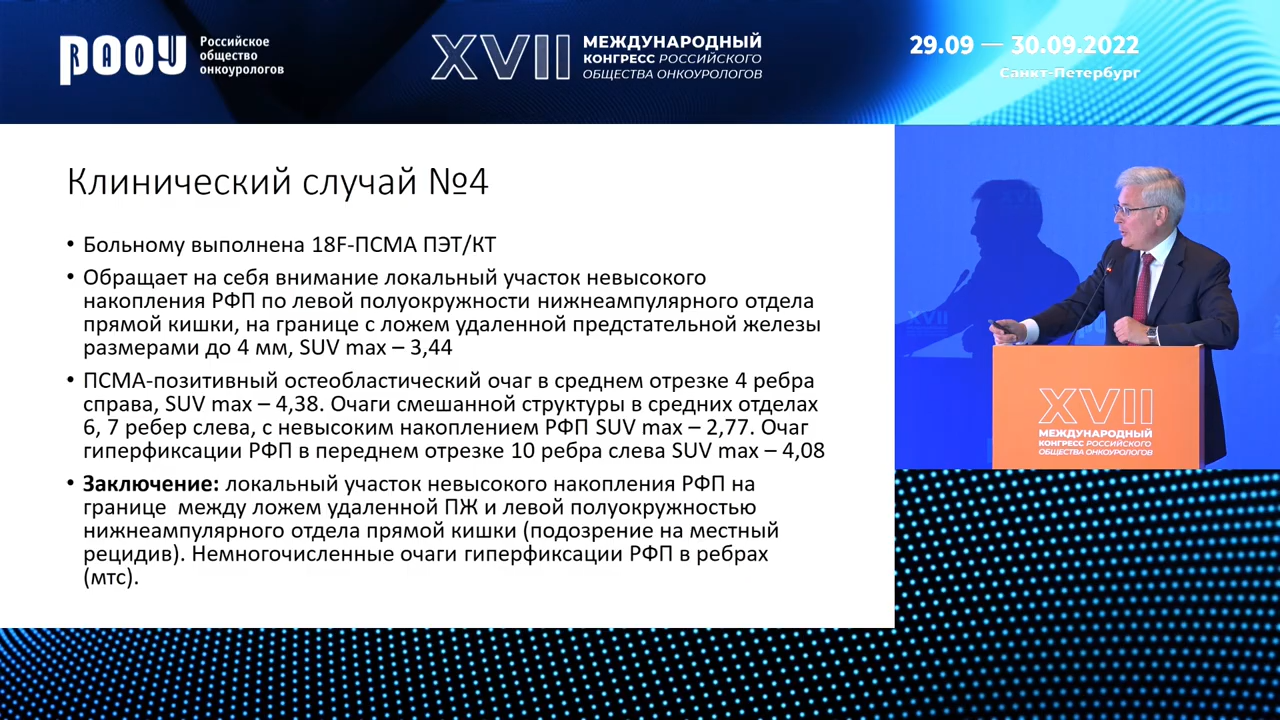 РАОУ
Российское
общество
онкоурологов
XVII
МЕЖДУНАРОДНЫЙ
КОНГРЕСС РОССИЙСКОГО
ОБЩЕСТВА ОНКОУРОЛОГОВ
29.09 — 30.09.2022
Санкт-Петербург
Клинический случай №4
• Больному выполнена 18F-ПСМА ПЭТ/КТ
• Обращает на себя внимание локальный участок невысокого
накопления РФП по левой полуокружности нижнеампулярного отдела
прямой кишки, на границе с ложем удаленной предстательной железы
размерами до 4 мм, SUV max – 3,44
• ПСМА-позитивный остеобластический очаг в среднем отрезке 4 ребра
справа, SUV max – 4,38. Очаги смешанной структуры в средних отделах
6, 7 ребер слева, с невысоким накоплением РФП SUV max – 2,77. Очаг
гиперфиксации РФП в переднем отрезке 10 ребра слева SUV max – 4,08
• Заключение: локальный участок невысокого накопления РФП на
границе между ложем удаленной ПЖ и левой полуокружностью
нижнеампулярного отдела прямой кишки (подозрение на местный
рецидив). Немногочисленные очаги гиперфиксации РФП в ребрах
(мтс).
XVII
XVII
МЕЖДУНАРОДНЫЙ
КОНГРЕСС РОССИЙСКОГО
ОБЩЕСТВА ОНКОУРОЛОГОВ